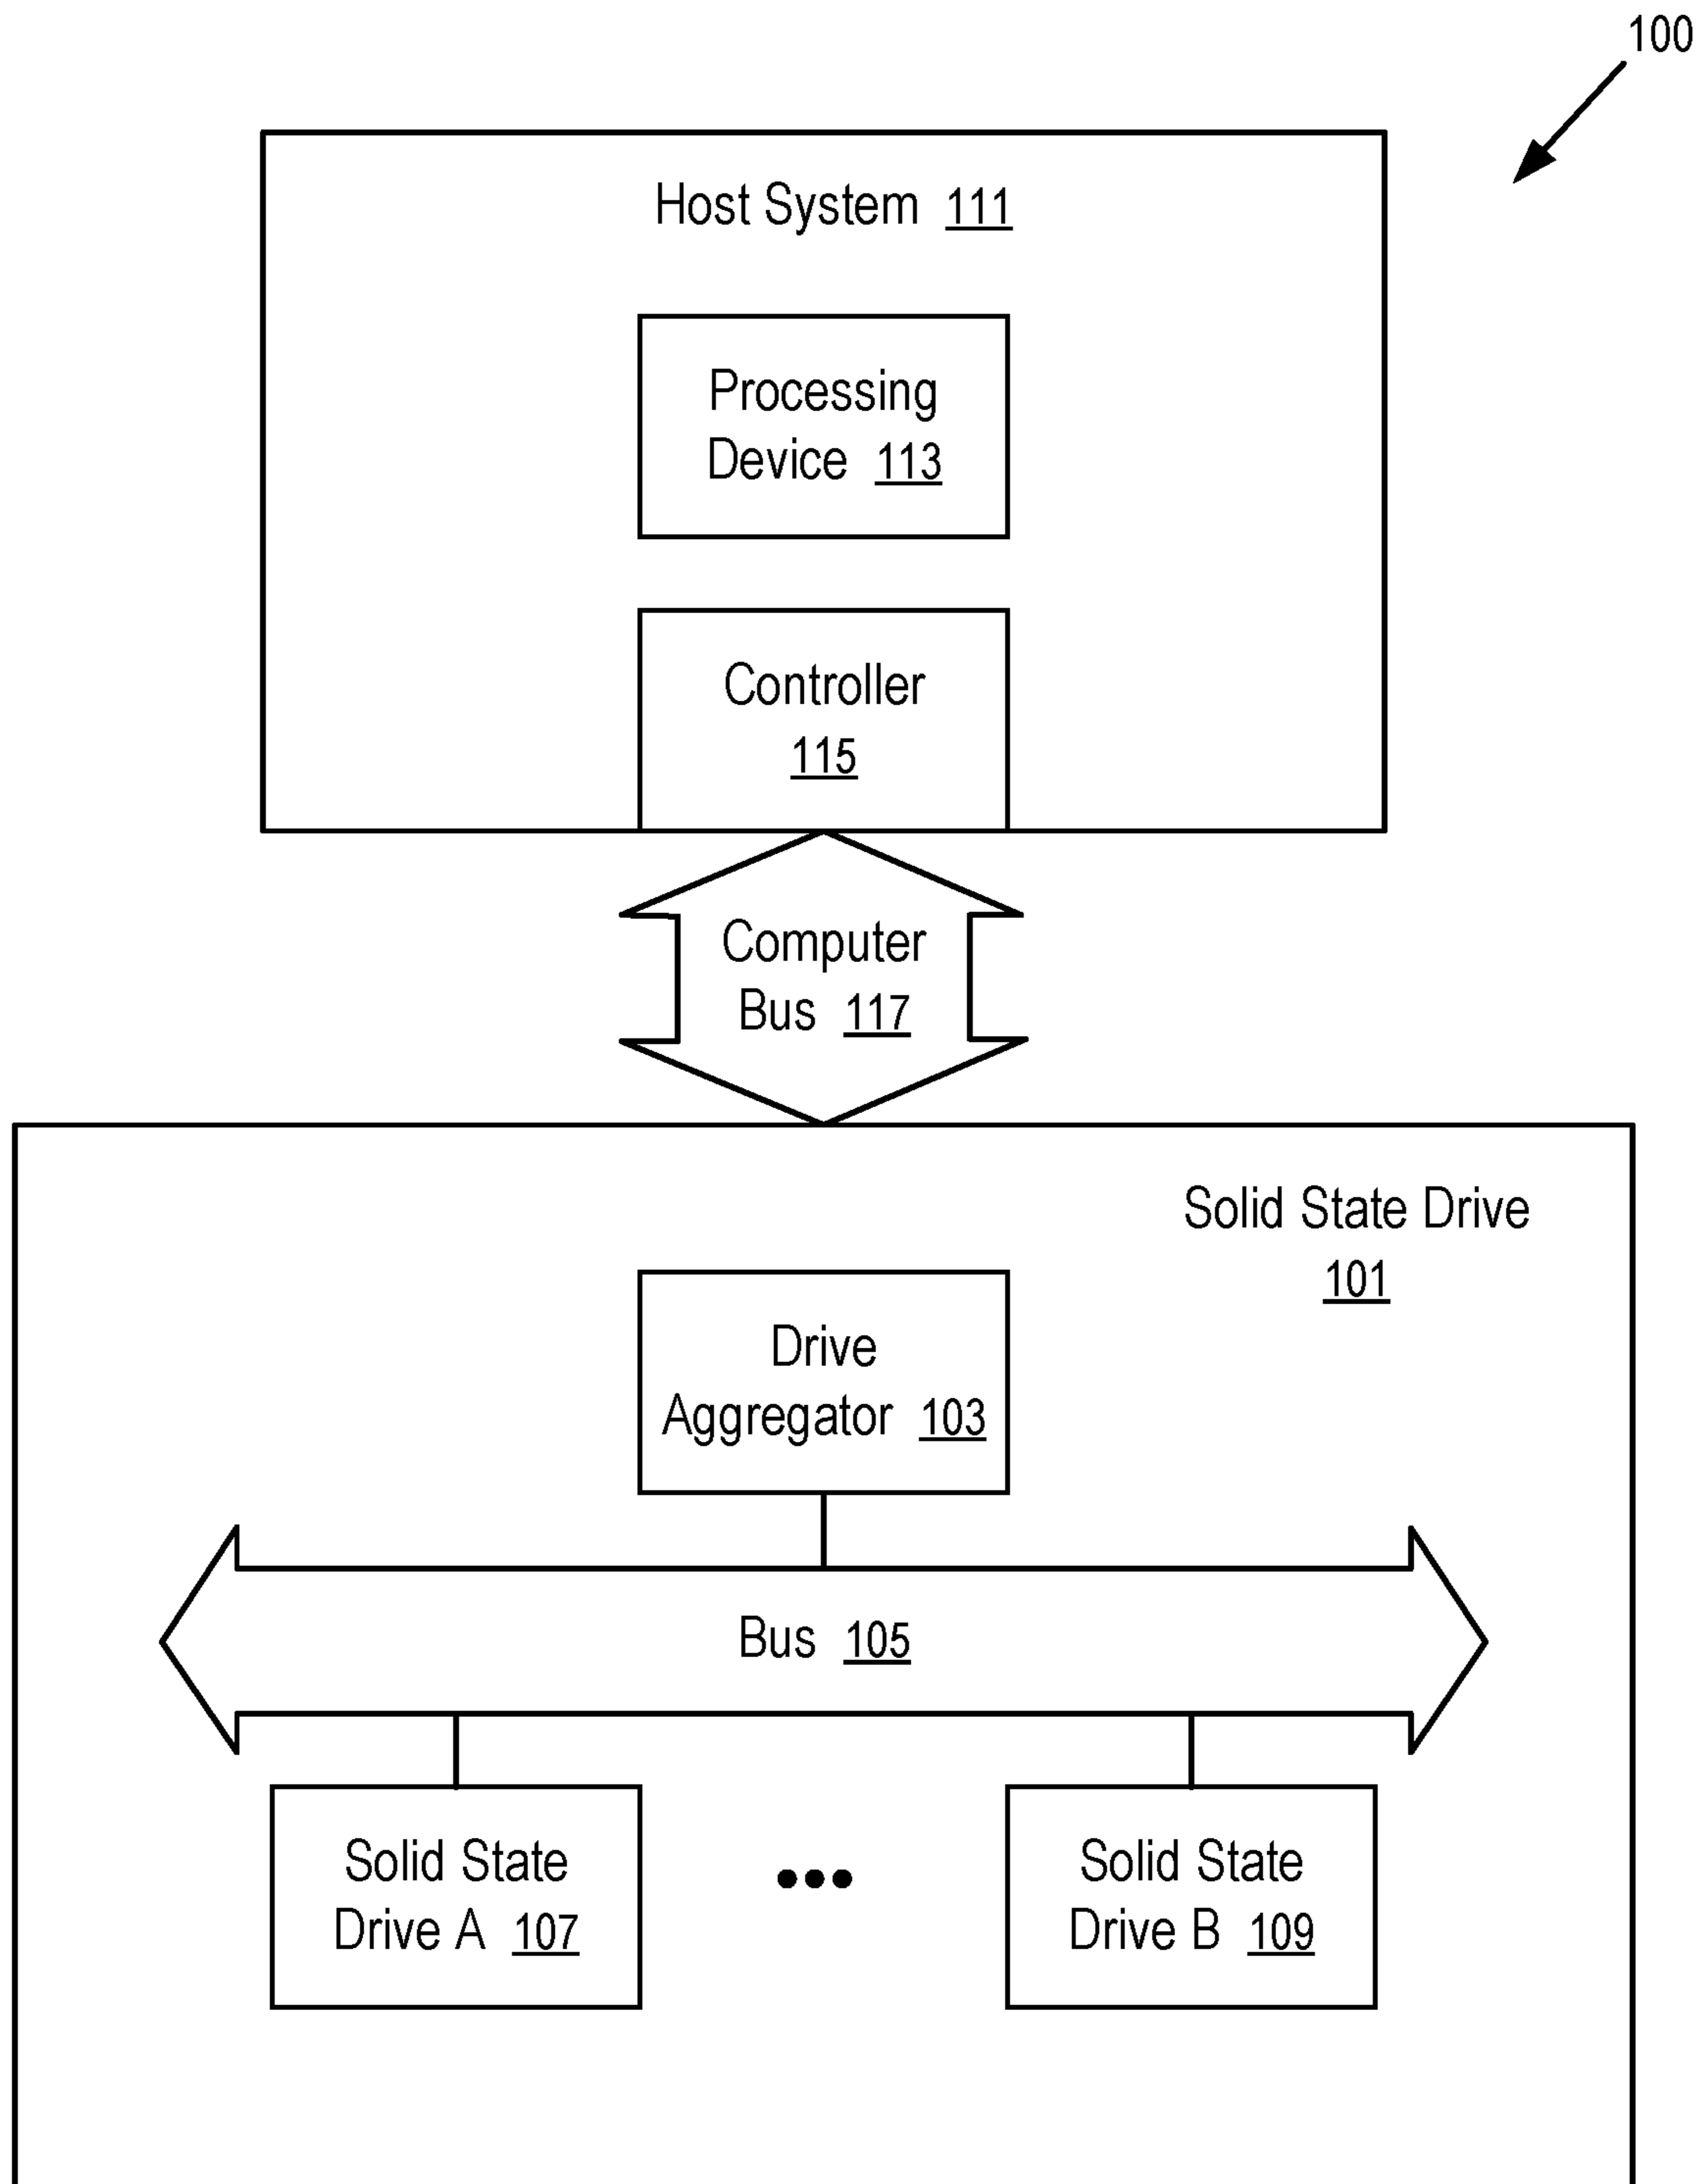 100
Host System 111
Processing
Device 113
Controller
115
Computer
Bus 117
Solid State Drive
101
Drive
Aggregator 103
Bus 105
Solid State
Drive A 107
Solid State
Drive B 109